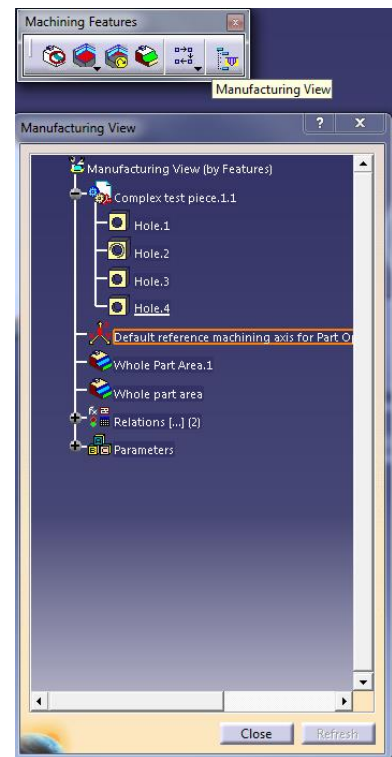 Machining Features
Manufacturing View
Manufacturing View
Manufacturing View (by Features)
Complex test piece.1.1
Hole.1
Hole.2
Hole.3
Hole.4
Default reference machining axis for Part Op
Whole Part Area.1
Whole part area
Relations [...] (2)
Parameters
Close
Refresh